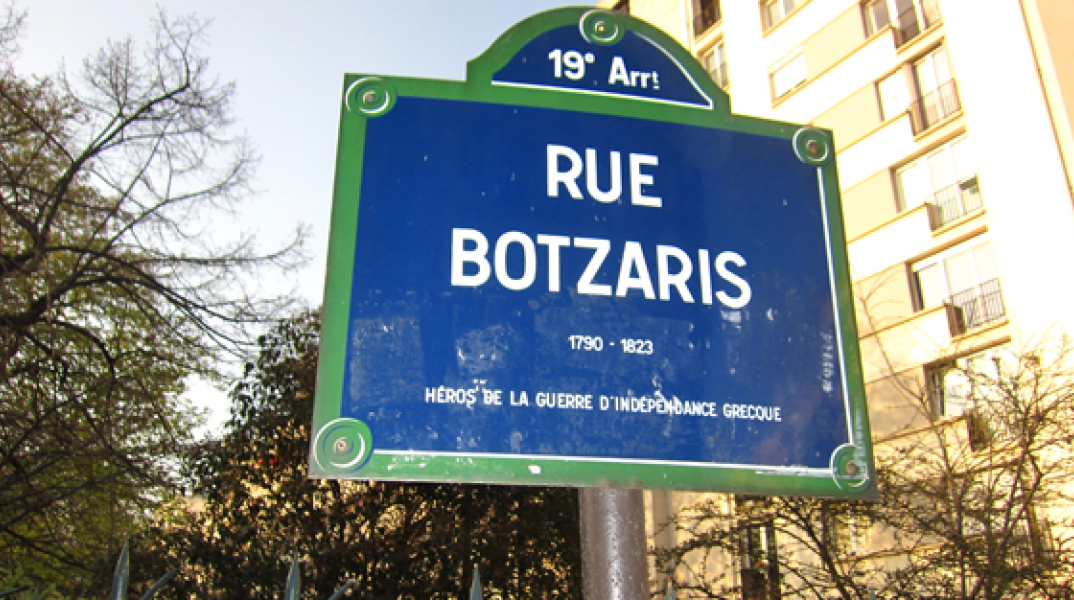 19e Arrt
RUE
BOTZARIS
1790 - 1823
HÉROS DE LA GUERRE D'INDÉPENDANCE GRECQUE